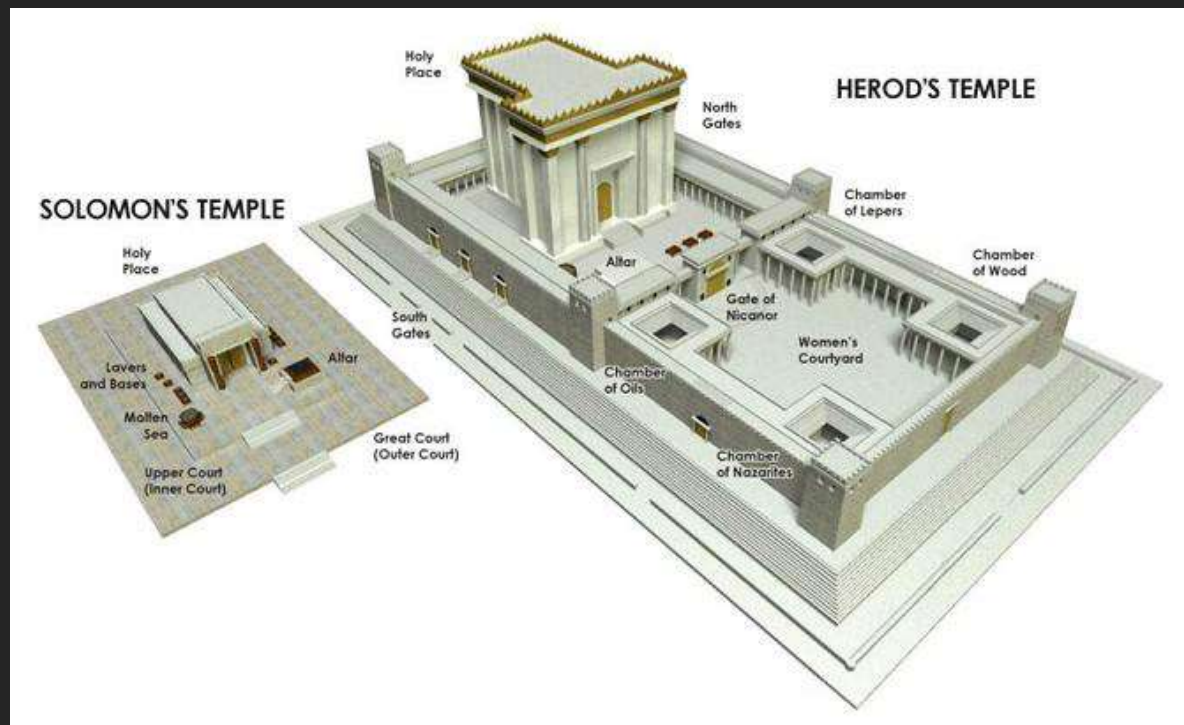 SOLOMON'S TEMPLE
Holy
Place
Lavers
and Bases
Molten
Sea
Altar
Upper Court
(Inner Court)
Great Court
(Outer Court)
HEROD'S TEMPLE
Holy
Place
North
Gates
Chamber
of Lepers
Chamber
of Wood
Altar
Gate of
Nicanor
Women's
Courtyard
South
Gates
Chamber
of Oils
Chamber
of Nazarites